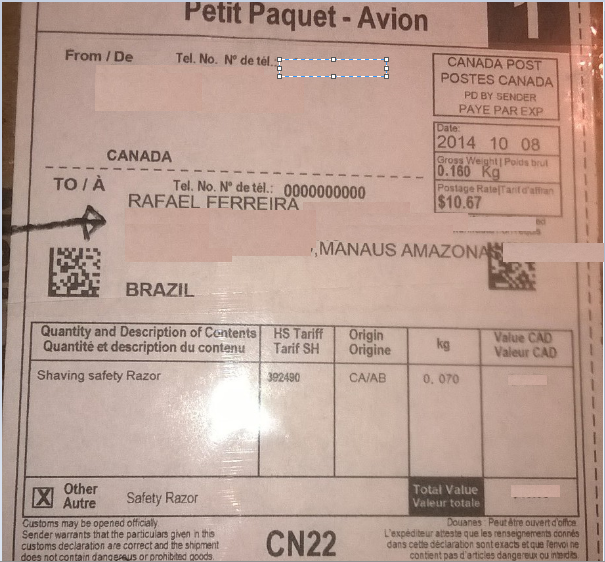 Petit Paquet - Avion
1
From / De
Tel. No. Nº de tél.:
CANADA POST
POSTES CANADA
PD BY SENDER
PAYE PAR EXP
Date:
2014 10 08
Gross Weight | Poids brut
0.160 Kg
Postage Rate|Tarif d'affran
$10.67
CANADA
TO / À
Tel. No. Nº de tél.: 0000000000
RAFAEL FERREIRA
,MANAUS AMAZONAS
BRAZIL
Quantity and Description of Contents
Quantité et description du contenu
HS Tariff
Tarif SH
Origin
Origine
kg
Value CAD
Valeur CAD
Shaving safety Razor
392490
CA/AB
0. 070
X
Other
Autre
Safety Razor
Total Value
Valeur totale
Customs may be opened officially
Sender warrants that the particulars given in this
customs declaration are correct and the shipment
does not contain dangerous or prohibited goods.
CN22
Douanes : Peut être ouvert d'office.
L'expéditeur atteste que les renseignements donnés
dans cette déclaration sont exacts et que l'envoi ne
contient pas d'articles dangereux ou interdits.